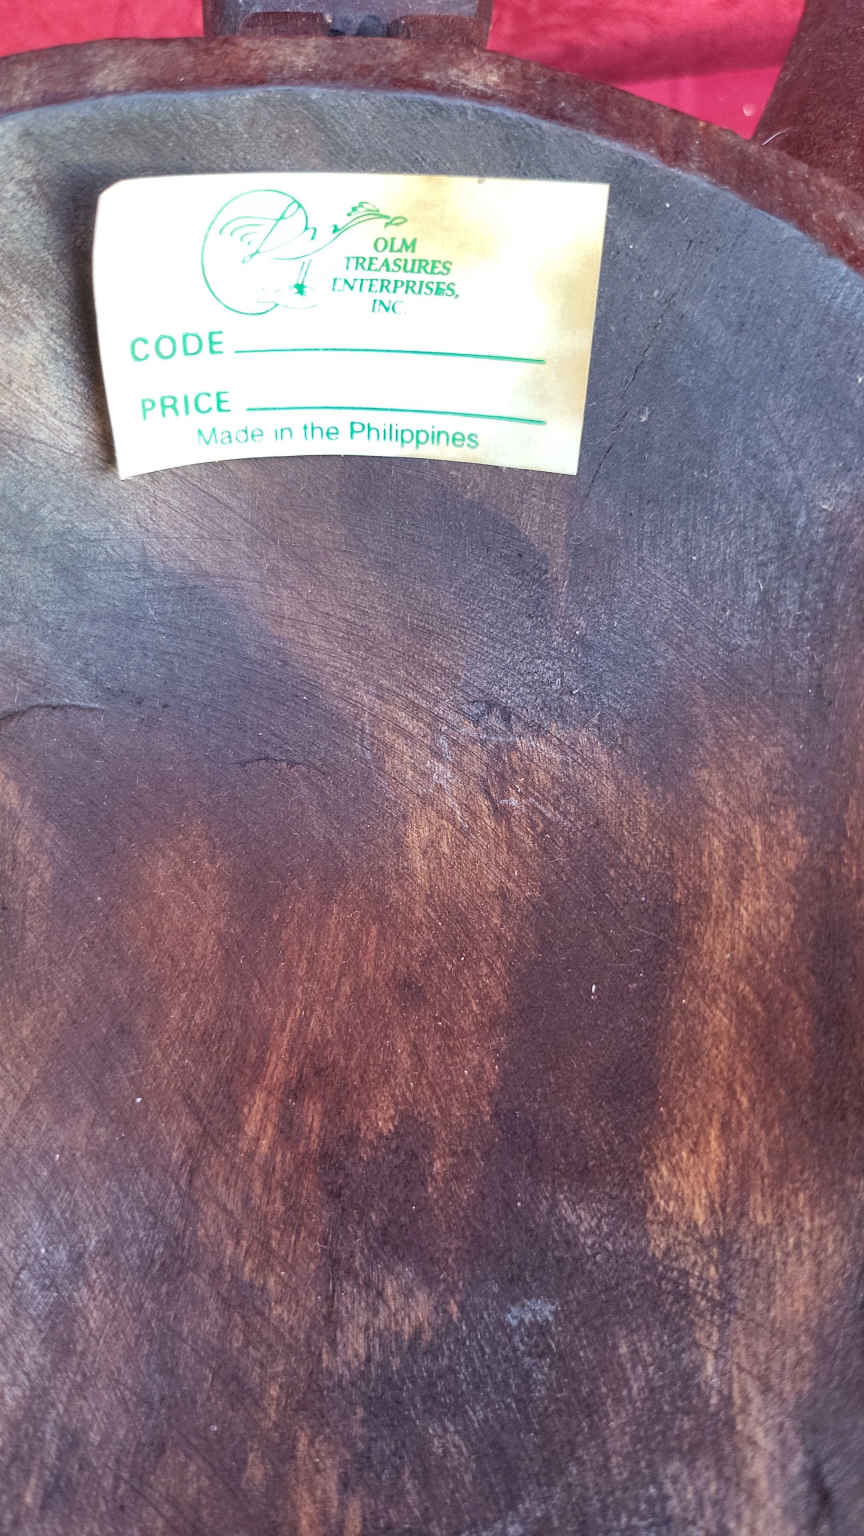 OLM
TREASURES
ENTERPRISES,
INC.
CODE
PRICE
Made in the Philippines